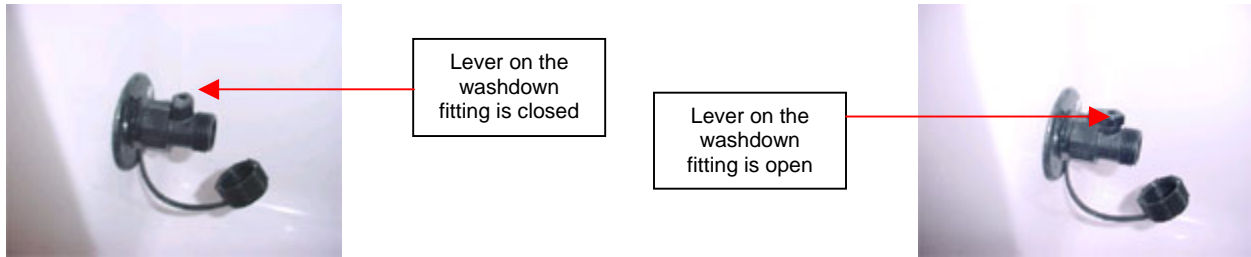 Lever on the
washdown
fitting is closed
Lever on the
washdown
fitting is open